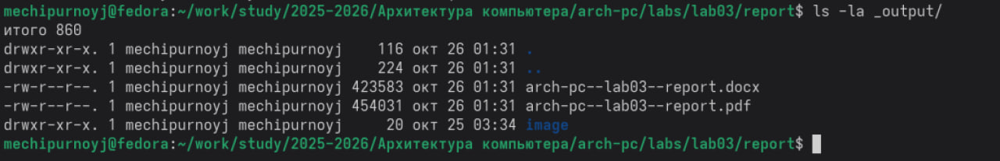 mechipurnoyj@fedora:~/work/study/2025-2026/Архитектура компьютера/arch-pc/labs/lab03/report$ ls -la _output/
итого 860
drwxr-xr-x. 1 mechipurnoyj mechipurnoyj    116 окт 26 01:31 .
drwxr-xr-x. 1 mechipurnoyj mechipurnoyj    224 окт 26 01:31 ..
-rw-r--r--. 1 mechipurnoyj mechipurnoyj 423583 окт 26 01:31 arch-pc--lab03--report.docx
-rw-r--r--. 1 mechipurnoyj mechipurnoyj 454031 окт 26 01:31 arch-pc--lab03--report.pdf
drwxr-xr-x. 1 mechipurnoyj mechipurnoyj     20 окт 25 03:34 image
mechipurnoyj@fedora:~/work/study/2025-2026/Архитектура компьютера/arch-pc/labs/lab03/report$